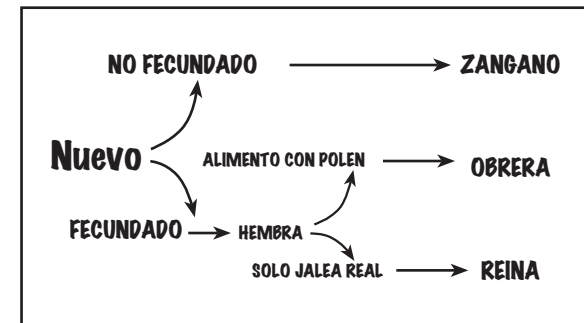 NO FECUNDADO ZANGANO
Nuevo
ALIMENTO CON POLEN OBRERA
FECUNDADO HEMBRA
SOLO JALEA REAL REINA